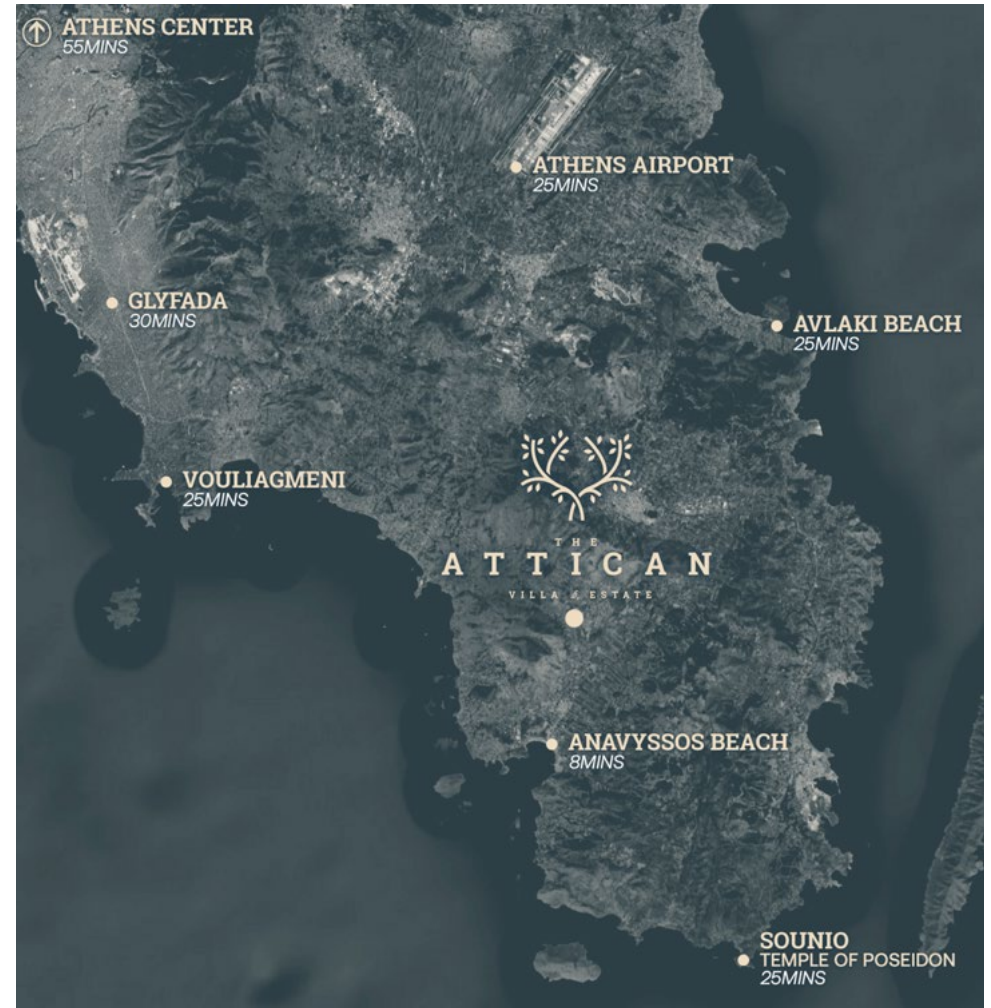 ATHENS CENTER
55MINS
ATHENS AIRPORT
25MINS
GLYFADA
30MINS
AVLAKI BEACH
25MINS
VOULIAGMENI
25MINS
THE
ATTICAN
VILLA & ESTATE
ANAVYSSOS BEACH
8MINS
SOUNIO
TEMPLE OF POSEIDON
25MINS